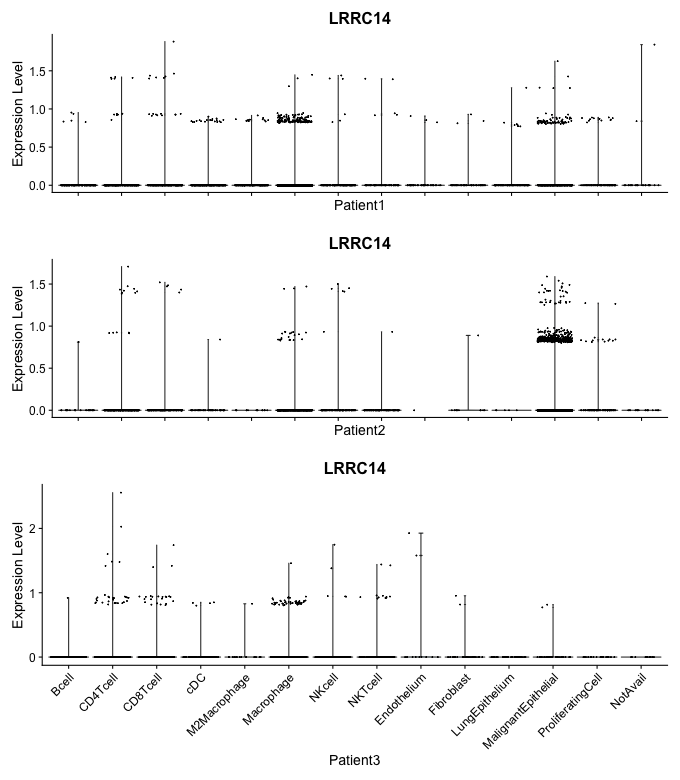 LRRC14
Expression Level
1.5
1.0
0.5
0.0
Patient1
LRRC14
Expression Level
1.5
1.0
0.5
0.0
Patient2
LRRC14
Expression Level
2
1
0
Bcell
CD4Tcell
CD8Tcell
cDC
M2Macrophage
Macrophage
NKcell
NKTcell
Endothelium
Fibroblast
LungEpithelium
MalignantEpithelial
ProliferatingCell
NotAvail
Patient3